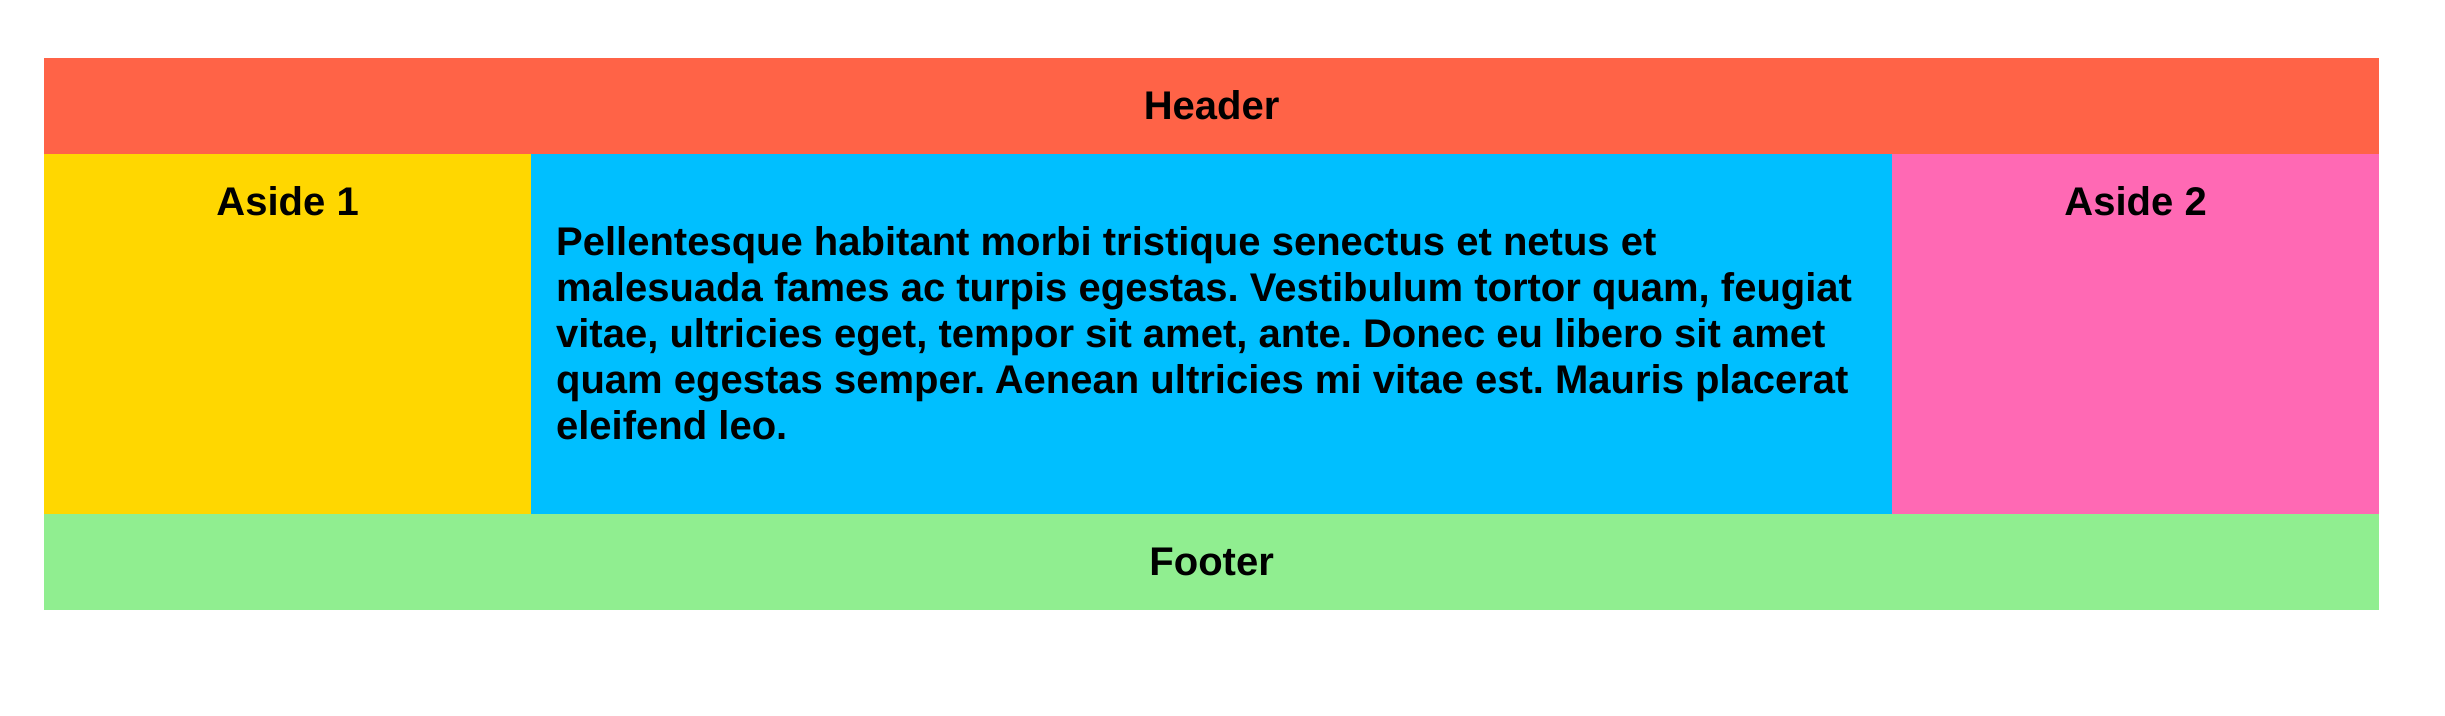 Header
Aside 1
Pellentesque habitant morbi tristique senectus et netus et
malesuada fames ac turpis egestas. Vestibulum tortor quam, feugiat
vitae, ultricies eget, tempor sit amet, ante. Donec eu libero sit amet
quam egestas semper. Aenean ultricies mi vitae est. Mauris placerat
eleifend leo.
Aside 2
Footer